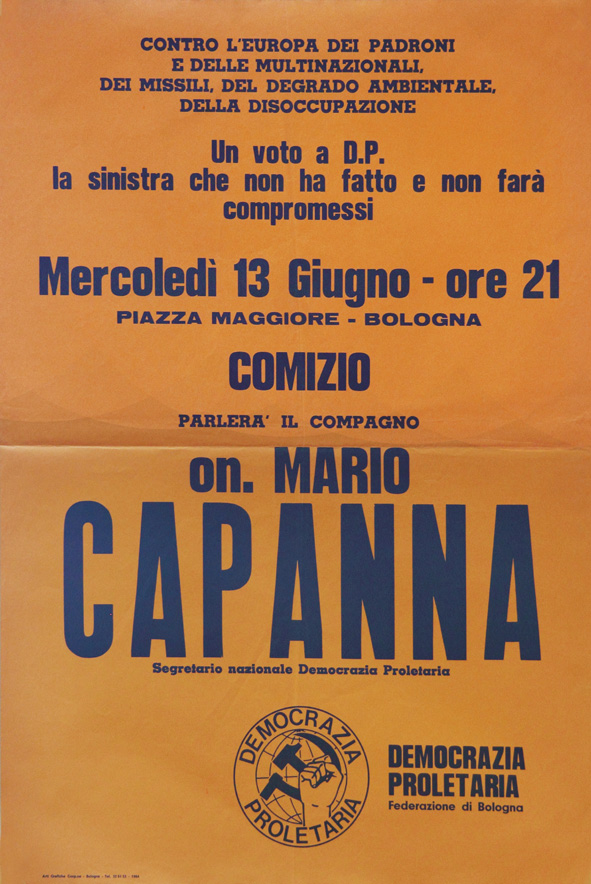 CONTRO L'EUROPA DEI PADRONI
E DELLE MULTINAZIONALI,
DEI MISSILI, DEL DEGRADO AMBIENTALE,
DELLA DISOCCUPAZIONE
Un voto a D.P.
la sinistra che non ha fatto e non farà
compromessi
Mercoledì 13 Giugno - ore 21
PIAZZA MAGGIORE - BOLOGNA
COMIZIO
PARLERA' IL COMPAGNO
on. MARIO
CAPANNA
Segretario nazionale Democrazia Proletaria
DEMOCRAZIA
PROLETARIA
DEMOCRAZIA
PROLETARIA
Federazione di Bologna